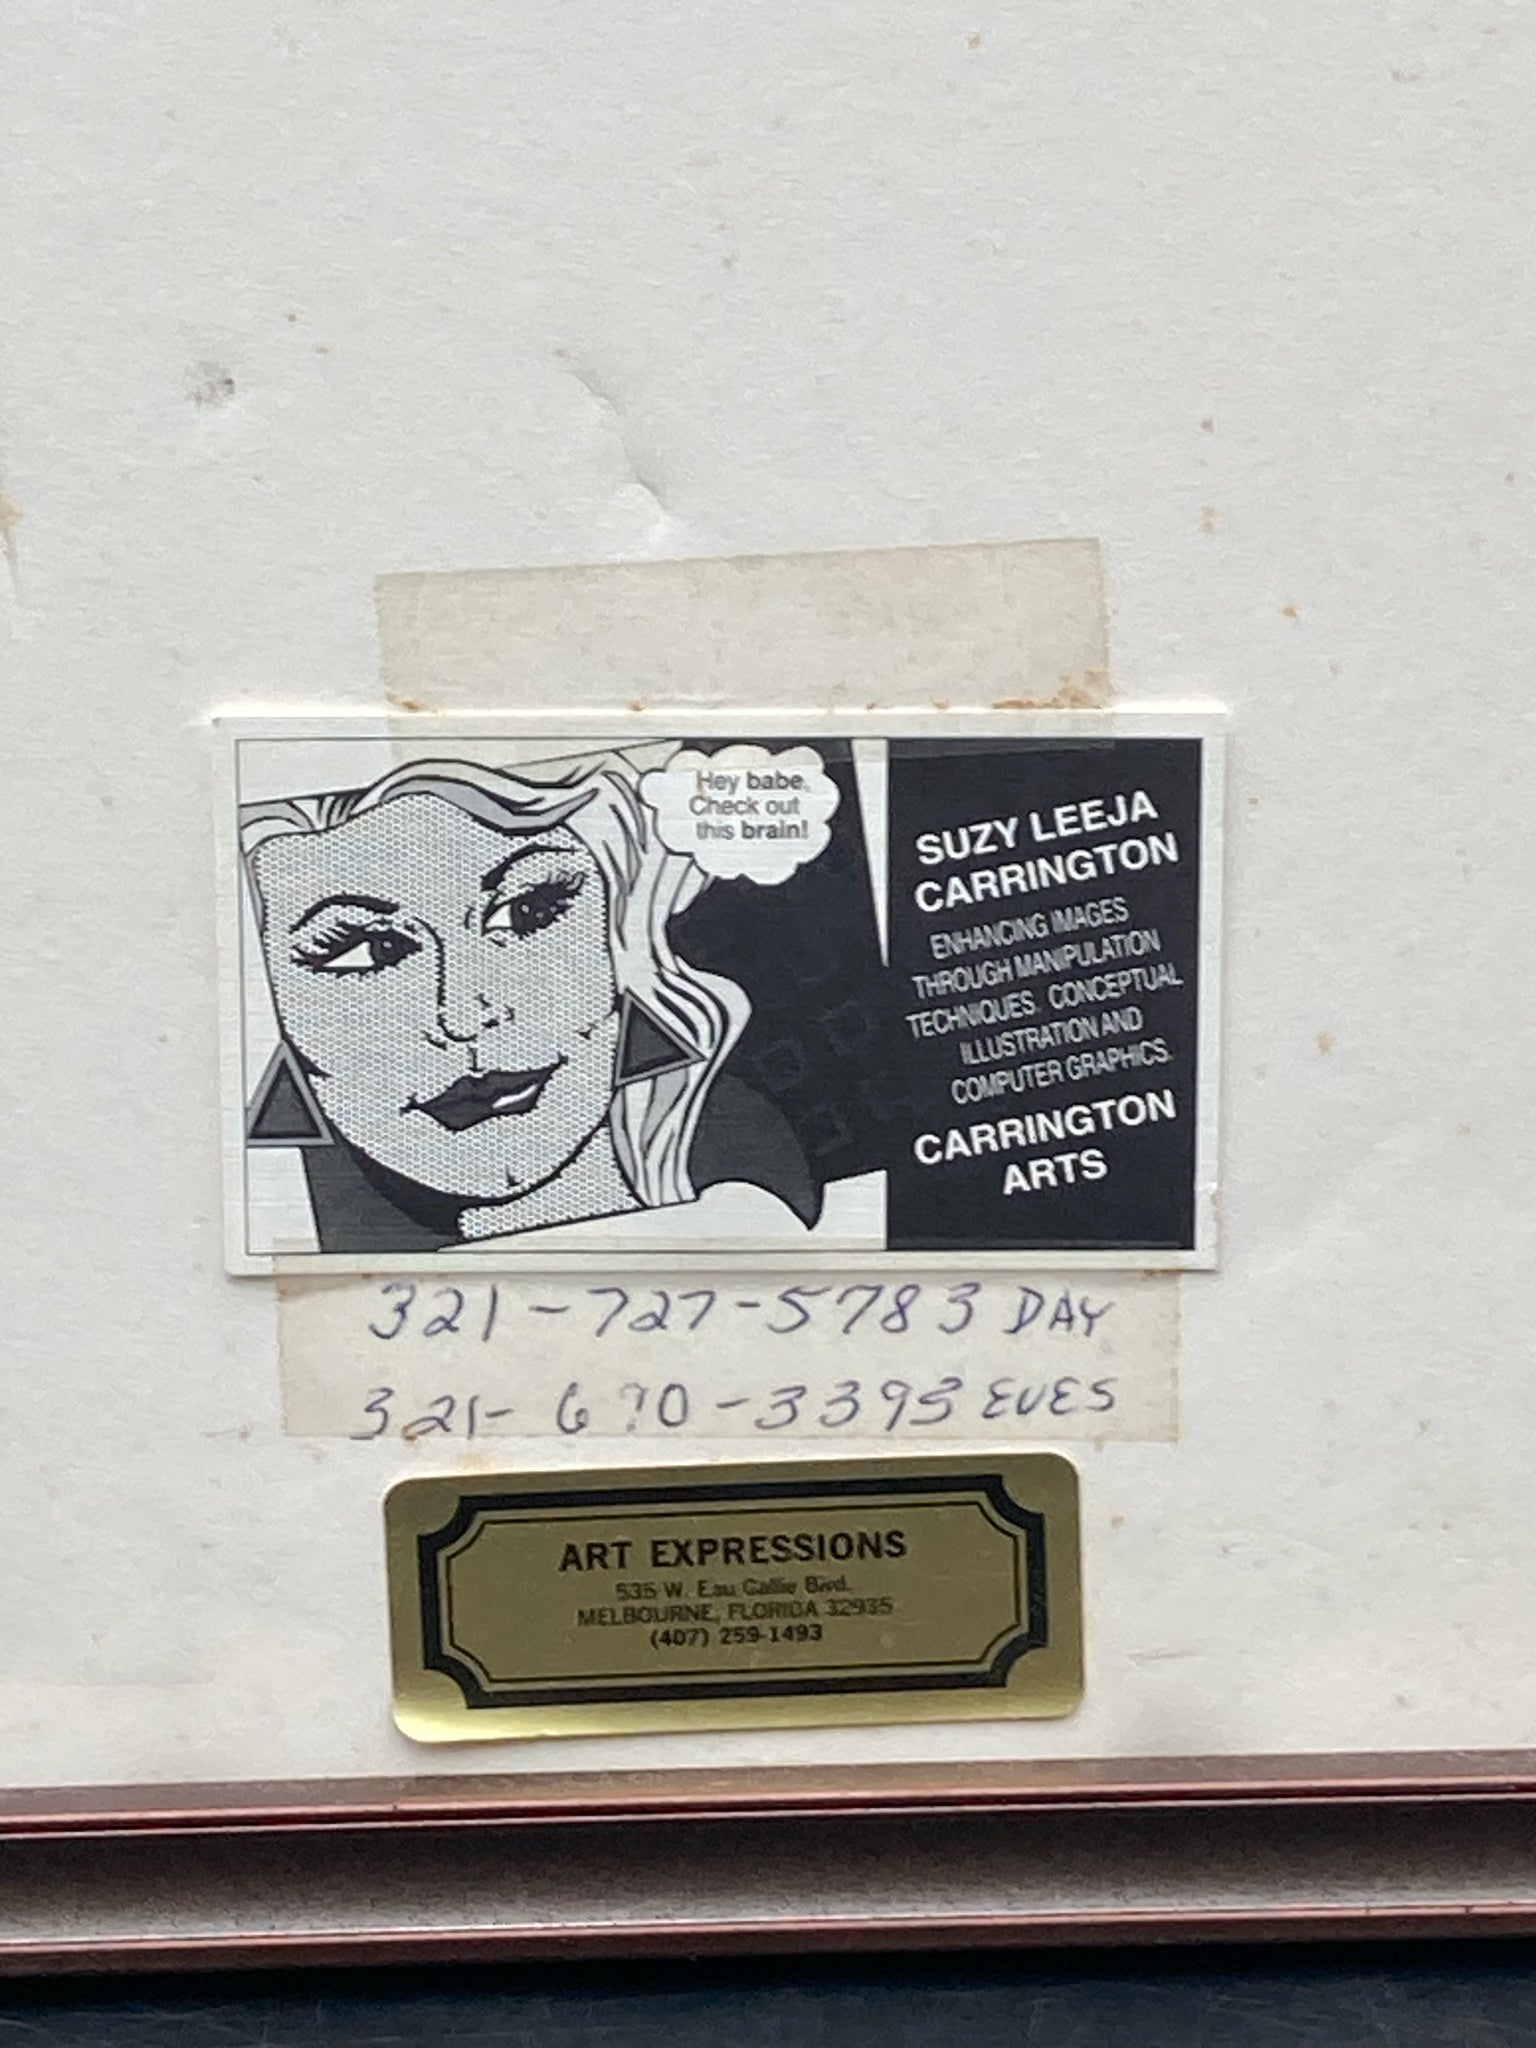 Hey babe,
Check out
this brain!
SUZY LEEJA
CARRINGTON
ENHANCING IMAGES
THROUGH MANIPULATION
TECHNIQUES. CONCEPTUAL
ILLUSTRATION AND
COMPUTER GRAPHICS.
CARRINGTON
ARTS
321-727-5783 DAY
321- -3393 EVES
ART EXPRESSIONS
535 W. Eau Gallie Blvd.
MELBOURNE, FLORIDA 32935
(407) 259-1493